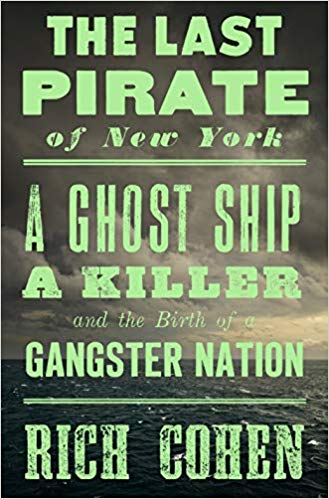 THE LAST
PIRATE
of New York
A GHOST SHIP
A KILLER
and the Birth of a
GANGSTER NATION
RICH COHEN